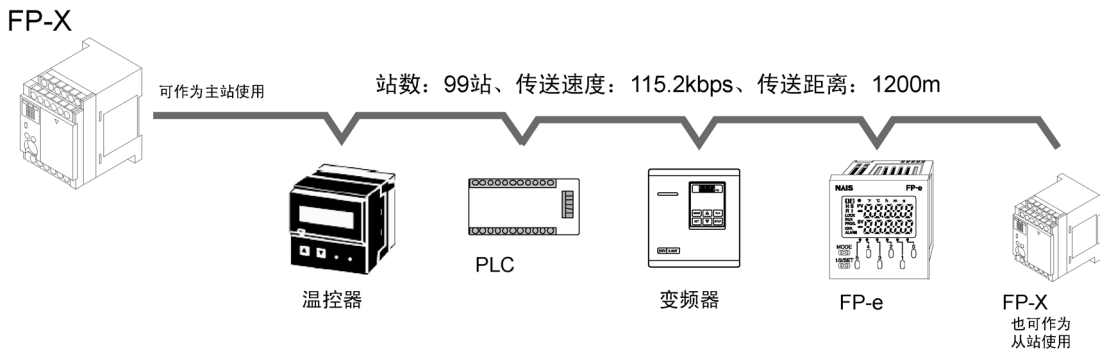 FP-X
可作为主站使用
站数：99站、传送速度：115.2kbps、传送距离：1200m
温控器
PLC
变频器
NAIS FP-e
MODE
FP-e
FP-X
也可作为
从站使用